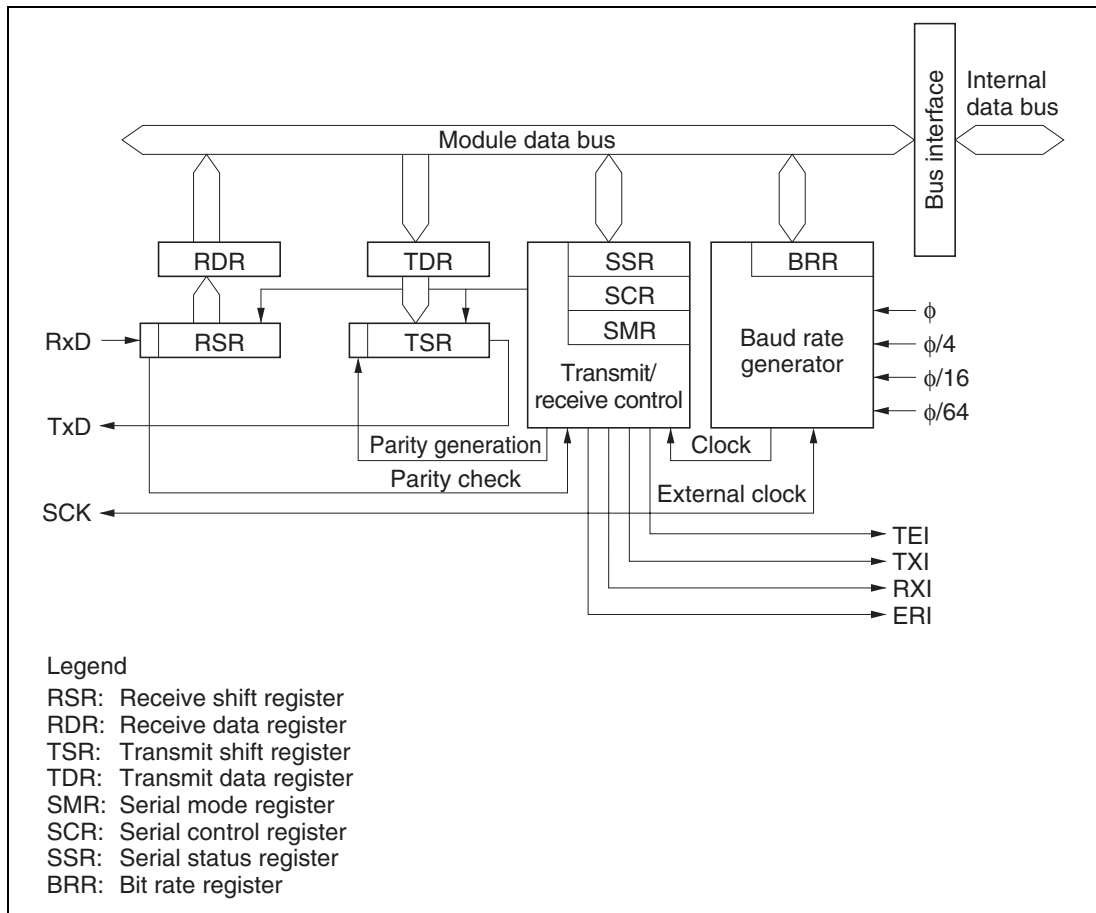 Internal
data bus
Bus interface
Module data bus
RDR
TDR
SSR
BRR
SCR
RxD
RSR
TSR
SMR
Baud rate
generator
ϕ
ϕ/4
ϕ/16
ϕ/64
Transmit/
receive control
TxD
Parity generation
Clock
Parity check
External clock
SCK
TEI
TXI
RXI
ERI
Legend
RSR: Receive shift register
RDR: Receive data register
TSR: Transmit shift register
TDR: Transmit data register
SMR: Serial mode register
SCR: Serial control register
SSR: Serial status register
BRR: Bit rate register